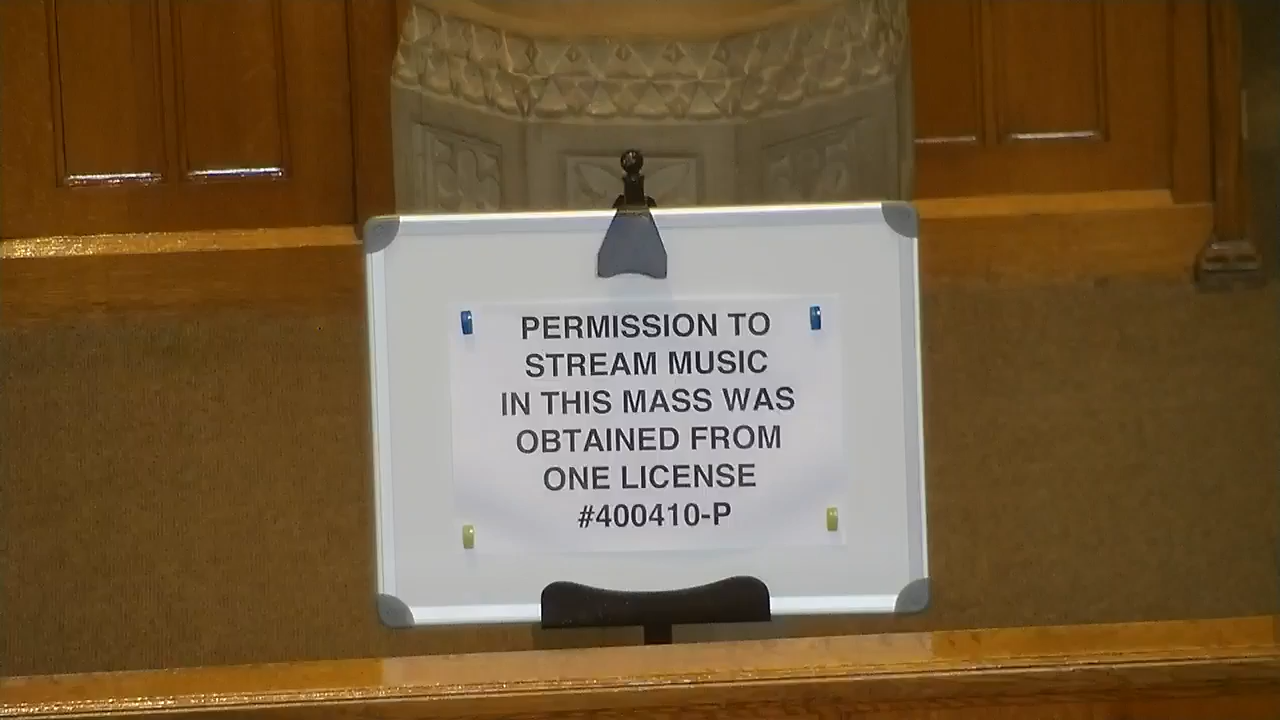 PERMISSION TO
STREAM MUSIC
IN THIS MASS WAS
OBTAINED FROM
ONE LICENSE
#400410-P